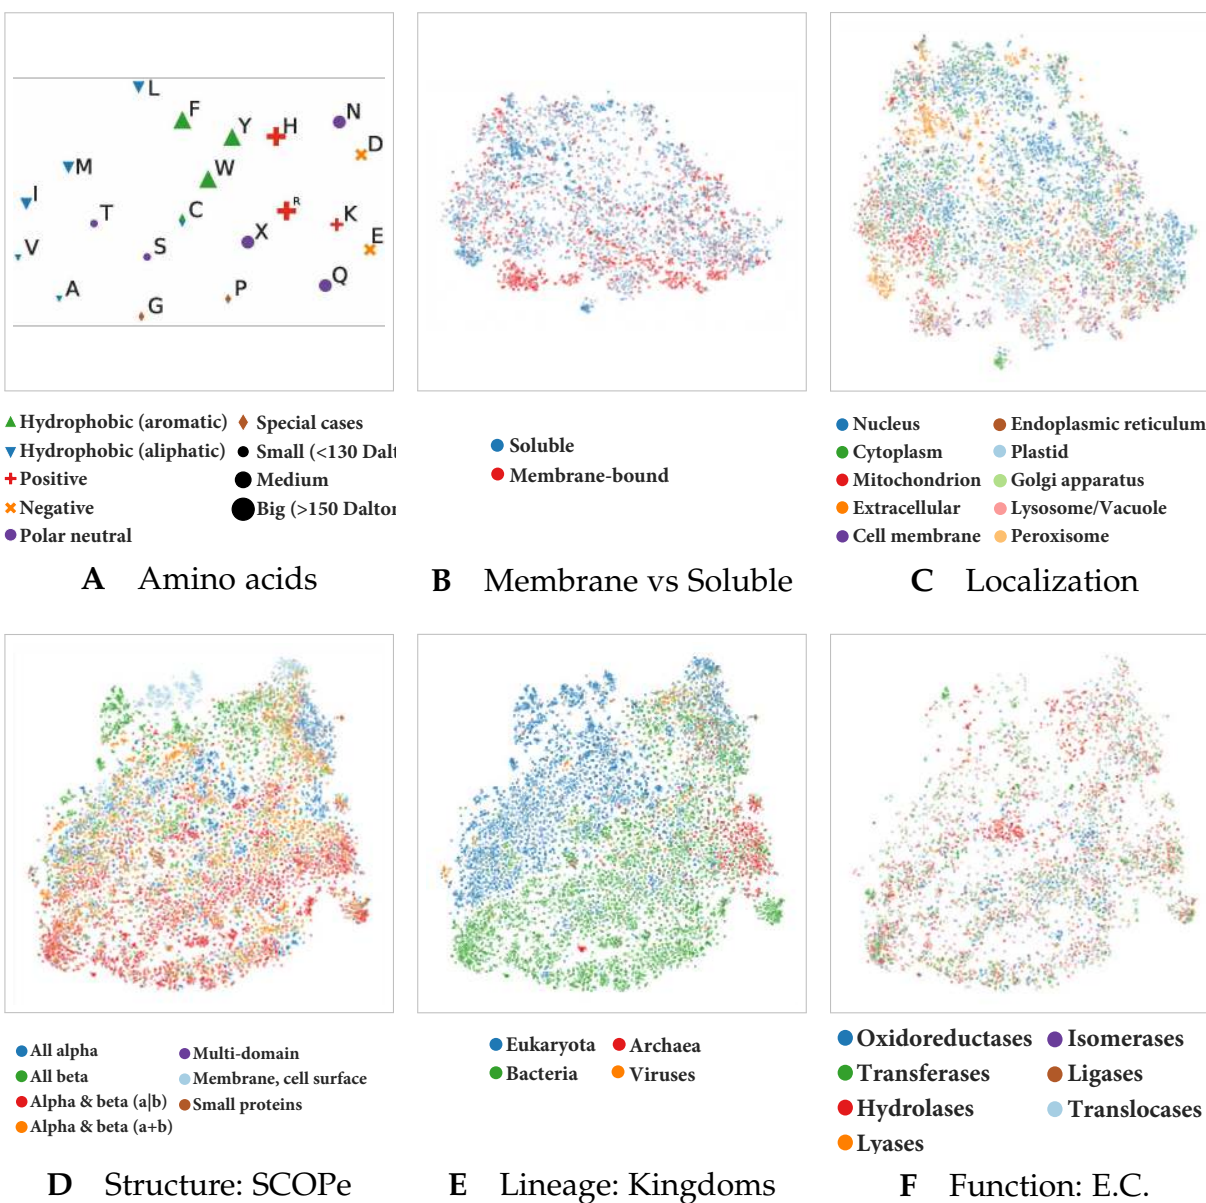 L
F
Y
H
N
D
M
W
I
T
C
R
K
S
X
E
V
A
P
Q
G
Hydrophobic (aromatic)
Special cases
Hydrophobic (aliphatic)
Small (<130 Dalt
Positive
Medium
Negative
Big (>150 Dalton
Polar neutral
A Amino acids
Soluble
Membrane-bound
B Membrane vs Soluble
Nucleus
Endoplasmic reticulum
Cytoplasm
Plastid
Mitochondrion
Golgi apparatus
Extracellular
Lysosome/Vacuole
Cell membrane
Peroxisome
C Localization
All alpha
Multi-domain
All beta
Membrane, cell surface
Alpha & beta (a|b)
Small proteins
Alpha & beta (a+b)
D Structure: SCOPe
Eukaryota
Archaea
Bacteria
Viruses
E Lineage: Kingdoms
Oxidoreductases
Isomerases
Transferases
Ligases
Hydrolases
Translocases
Lyases
F Function: E.C.